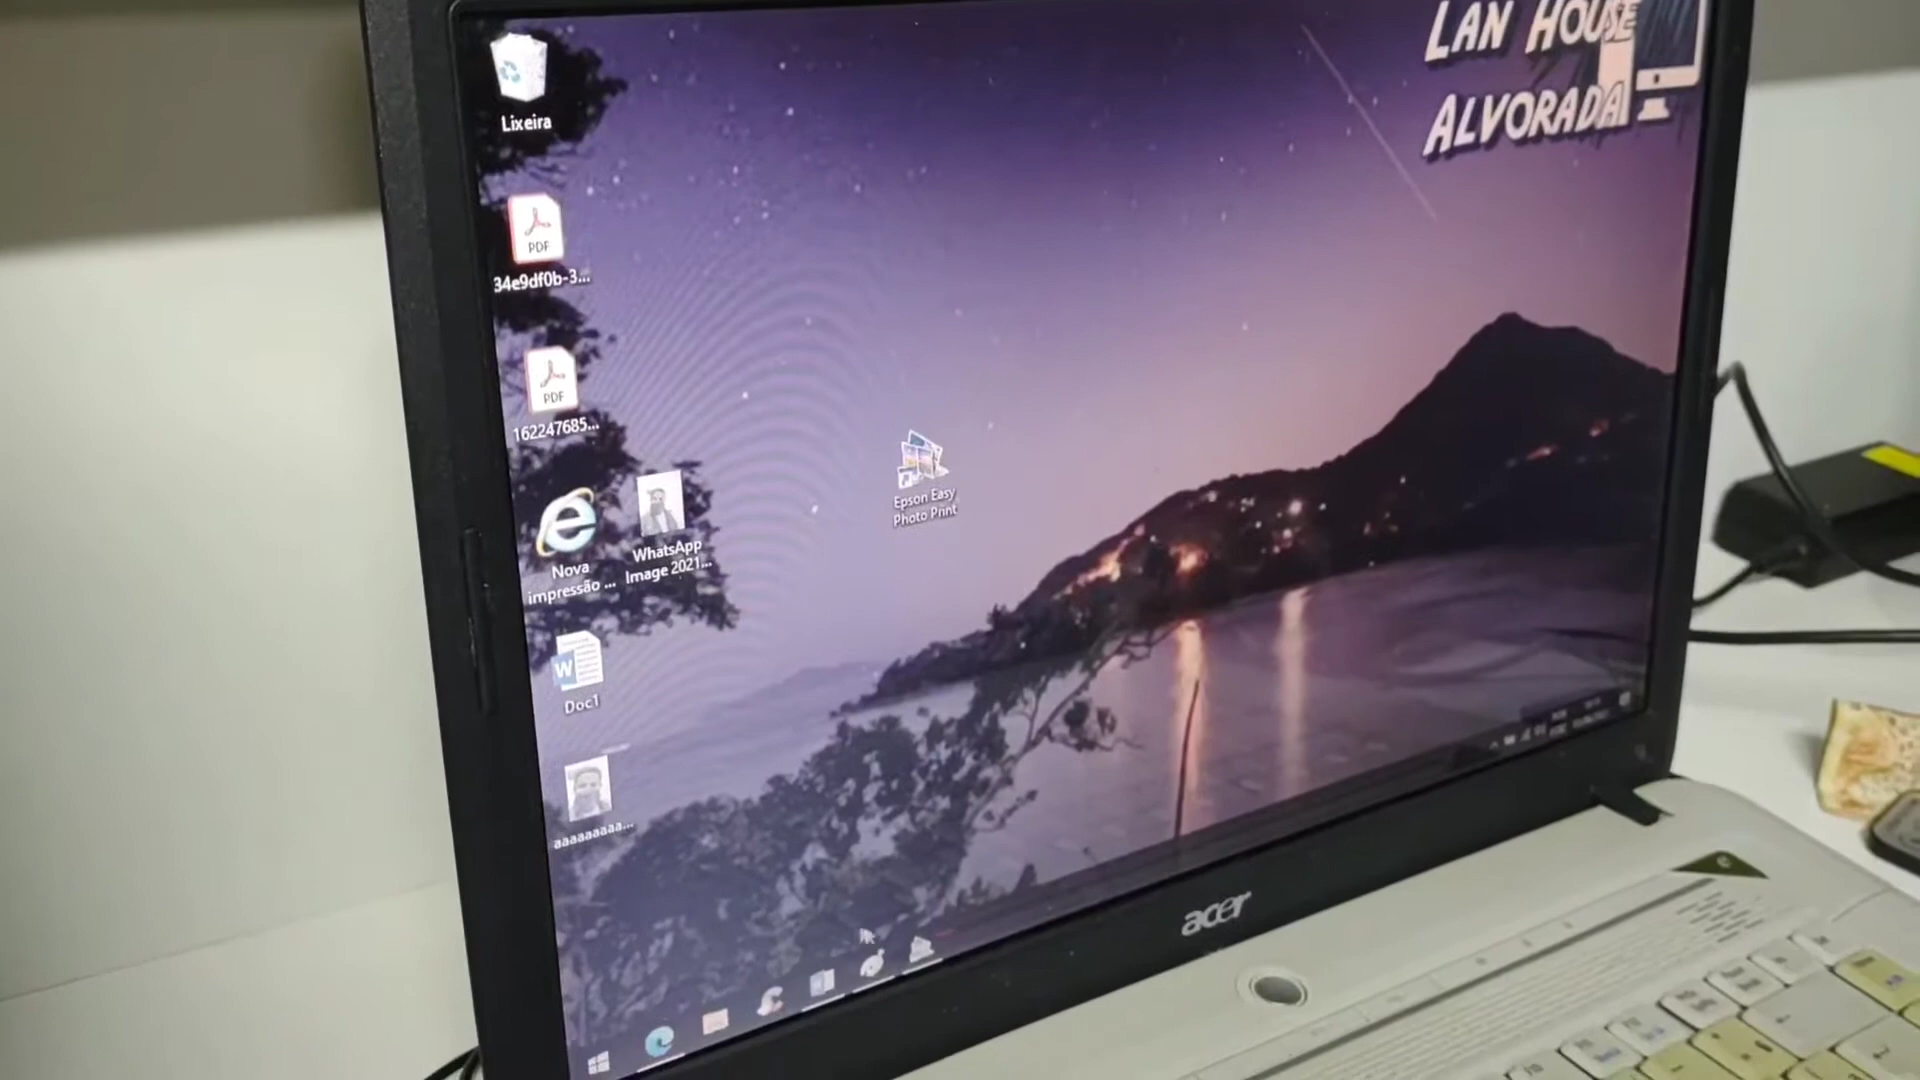 LAN HOUSE
ALVORADA
Lixeira
PDF
34e9df0b-3...
PDF
162247685...
Nova
impressão ...
WhatsApp
Image 2021...
Epson Easy
Photo Print
W
Doc1
aaaaaaaaa...
acer